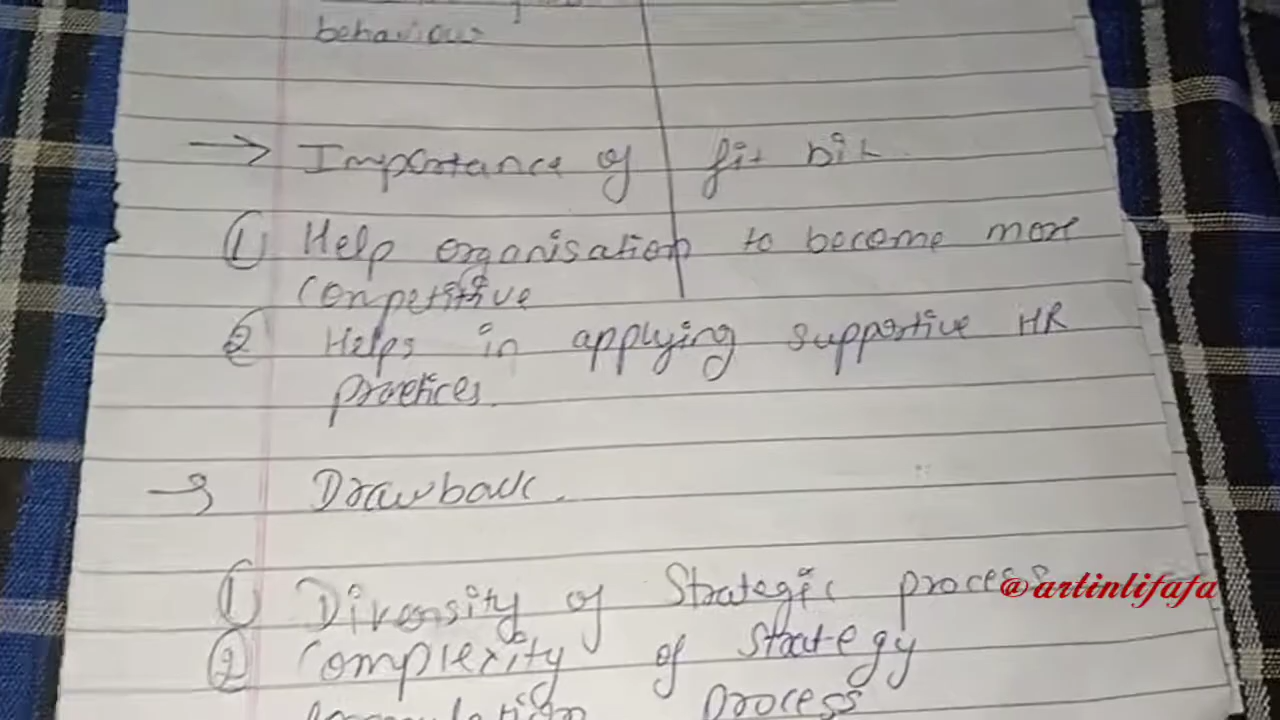 behaviour
→ Importance of fit bit
① Help organisation to become more
Conpetitive
② Helps in applying supportive HR
practices.
→ Drawback.
① Diversity of Strategic process
@artinlifafa
② Complexity of strategy
process